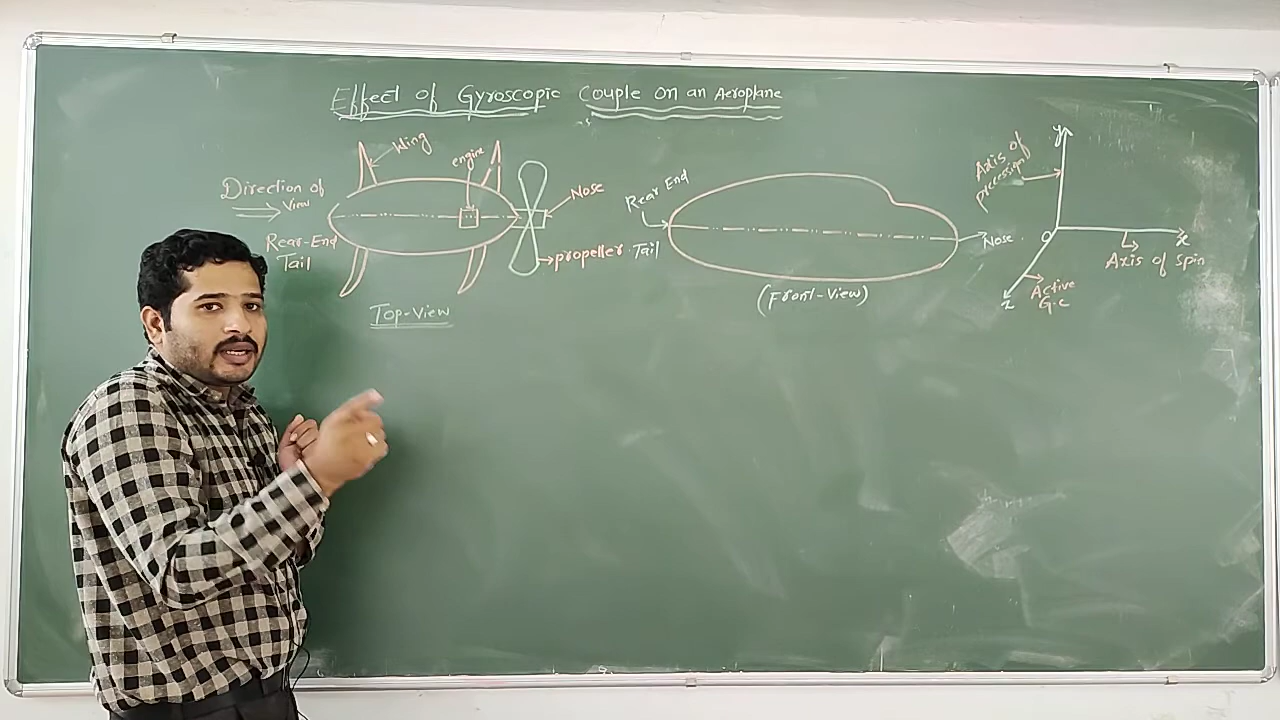 Effect of Gyroscopic Couple on an Aeroplane
Wing
engine
Direction of
View
Nose
Rear-End
Tail
propeller
Top-View
Rear End
Tail
Nose
(Front-View)
y
Axis of
precession
O
x
Axis of spin
z
Active
G.C